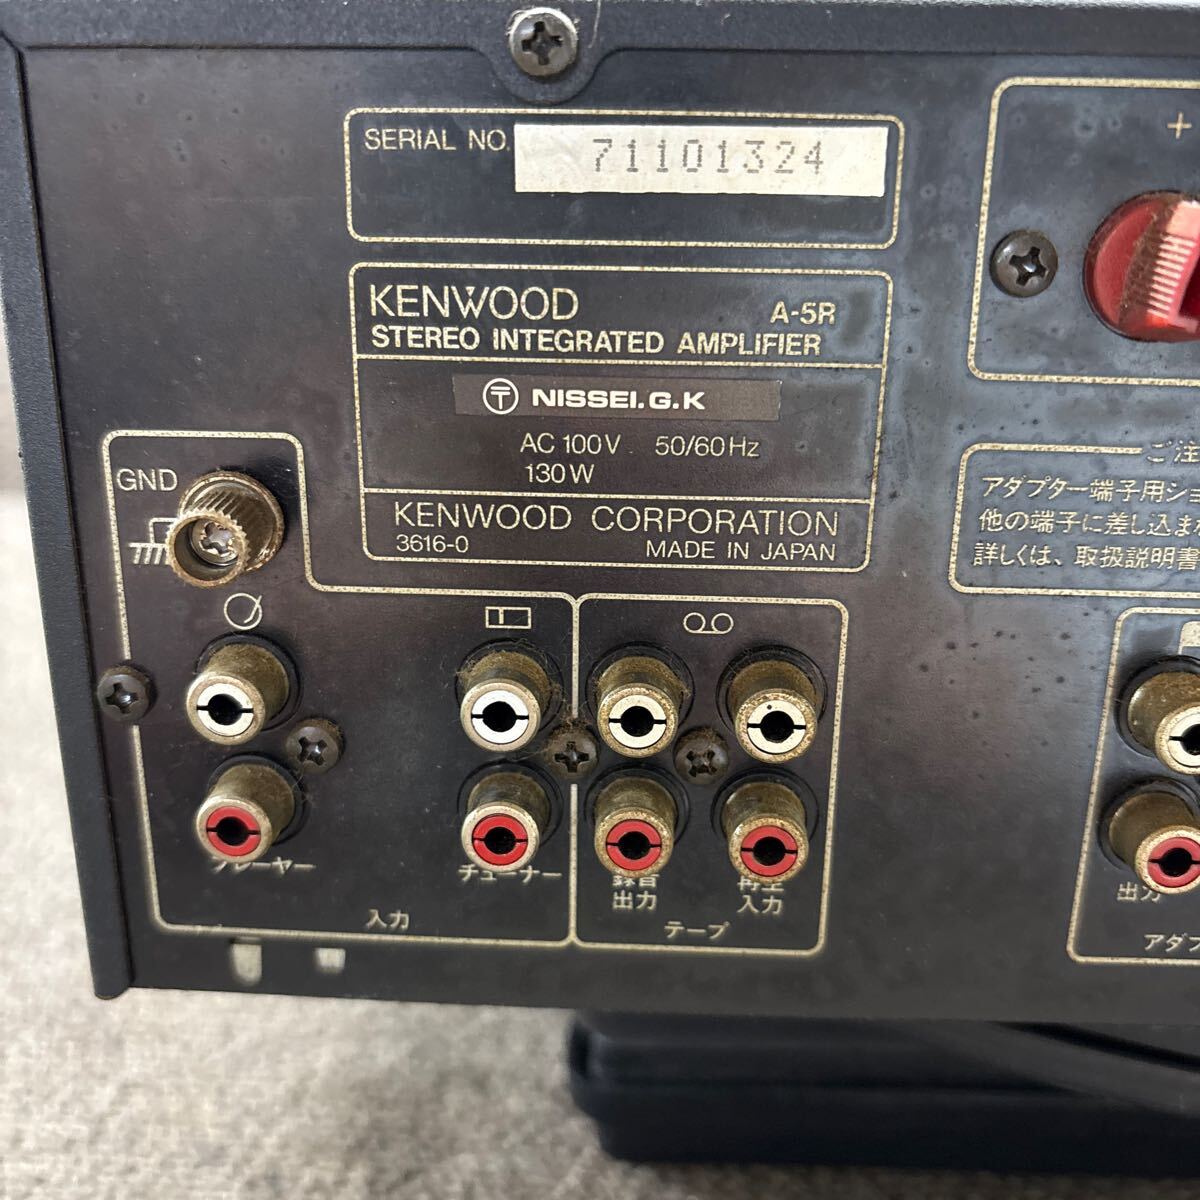 SERIAL NO. 71101324
KENWOOD A-5R
STEREO INTEGRATED AMPLIFIER
NISSEI.G.K
AC 100V 50/60Hz
130W
KENWOOD CORPORATION
3616-0 MADE IN JAPAN
GND
+
ご注
アダプター端子用ショ
他の端子に差し込ま
詳しくは、取扱説明書
プレーヤー
チューナー
入力
録音
出力
再生
入力
テープ
出力
アダプ